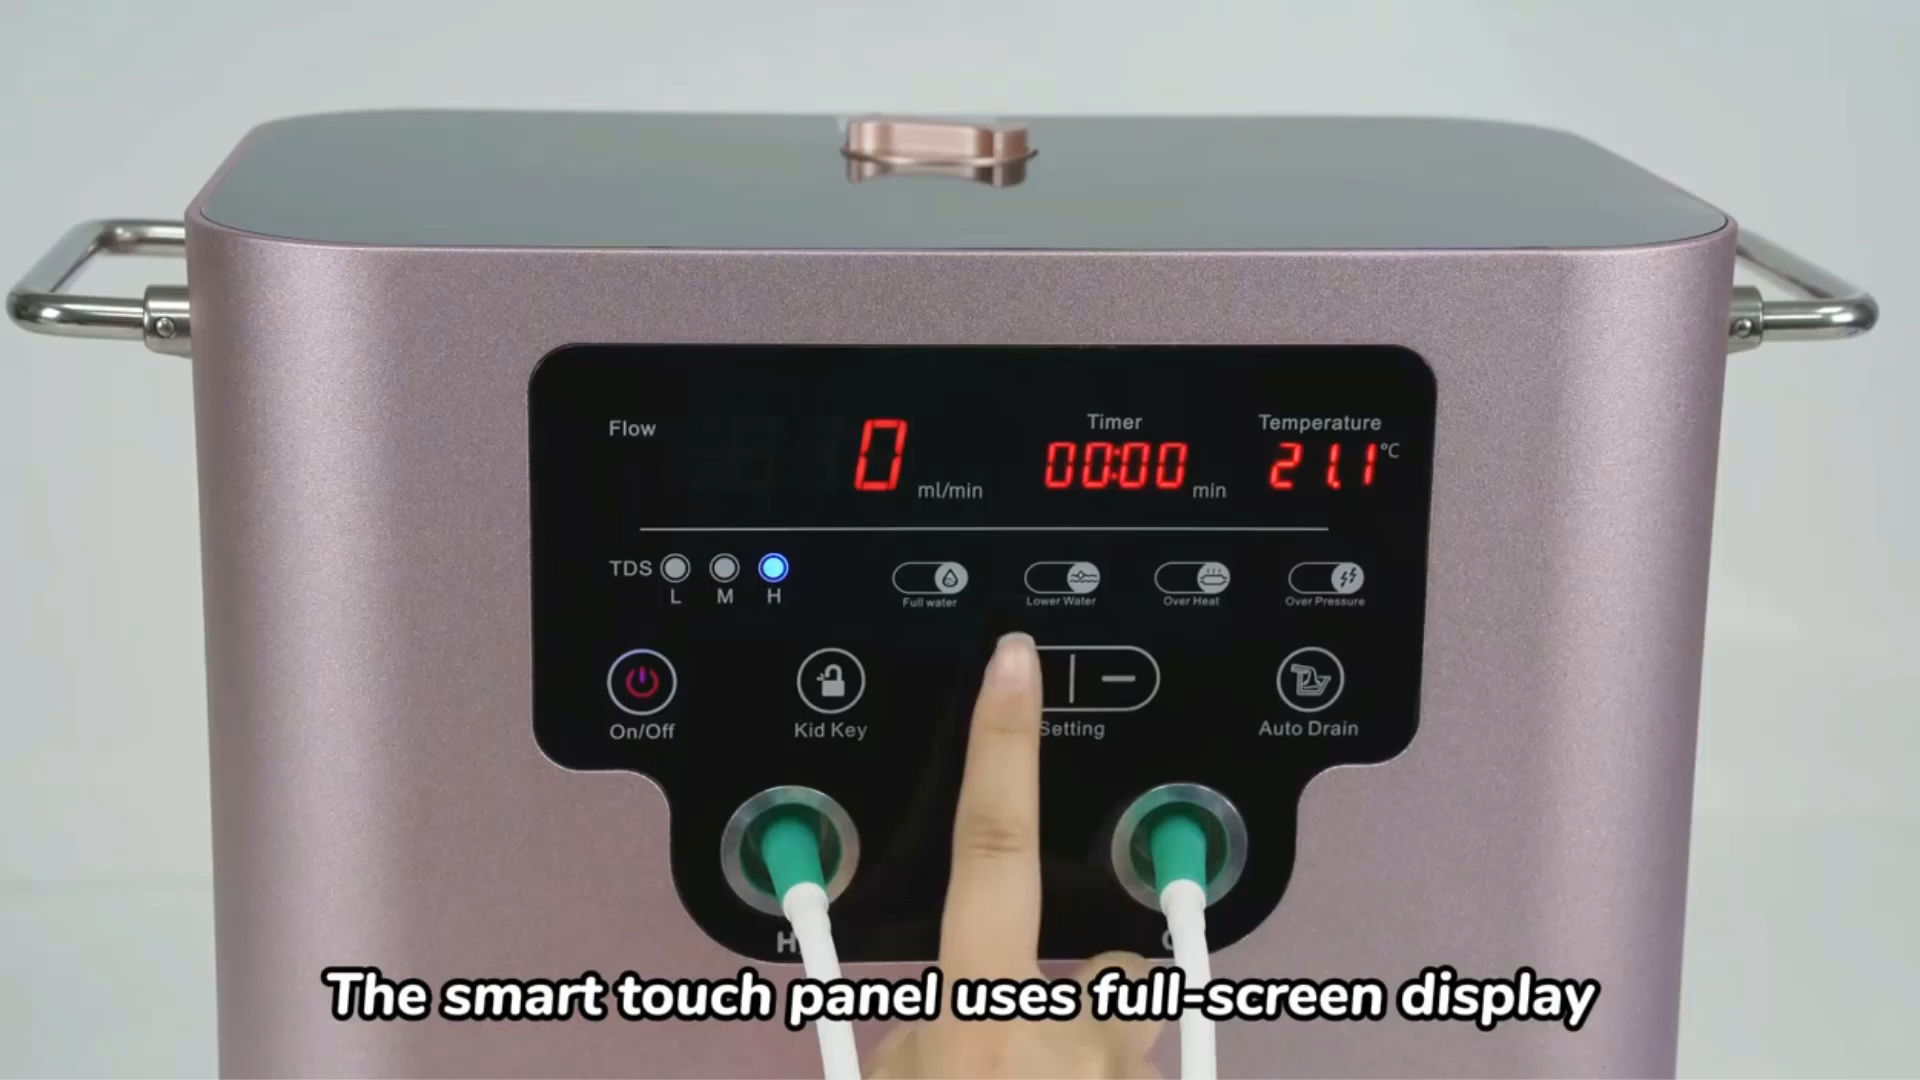 Flow
0 ml/min
Timer
00:00 min
Temperature
21.1 °C
TDS
L M H
Full water
Lower Water
Over Heat
Over Pressure
On/Off
Kid Key
Setting
Auto Drain
The smart touch panel uses full-screen display